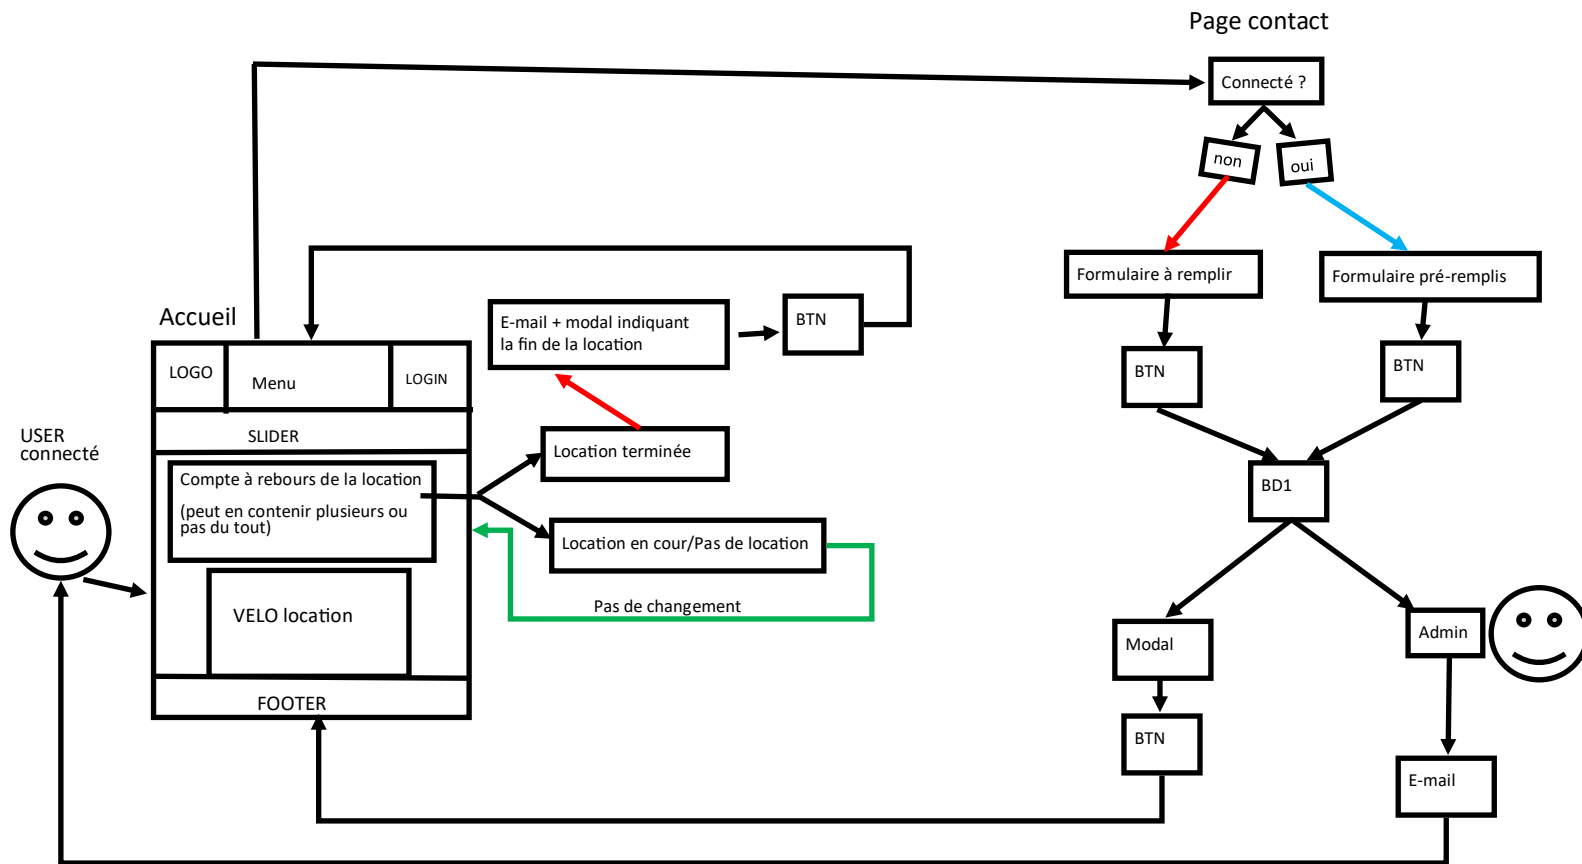 Page contact
Connecté ?
non
oui
Formulaire à remplir
Formulaire pré-remplis
Accueil
E-mail + modal indiquant
la fin de la location
BTN
LOGO
Menu
LOGIN
BTN
BTN
SLIDER
USER
connecté
Location terminée
Compte à rebours de la location
(peut en contenir plusieurs ou
pas du tout)
BD1
Location en cour/Pas de location
Pas de changement
VELO location
Modal
Admin
FOOTER
BTN
E-mail